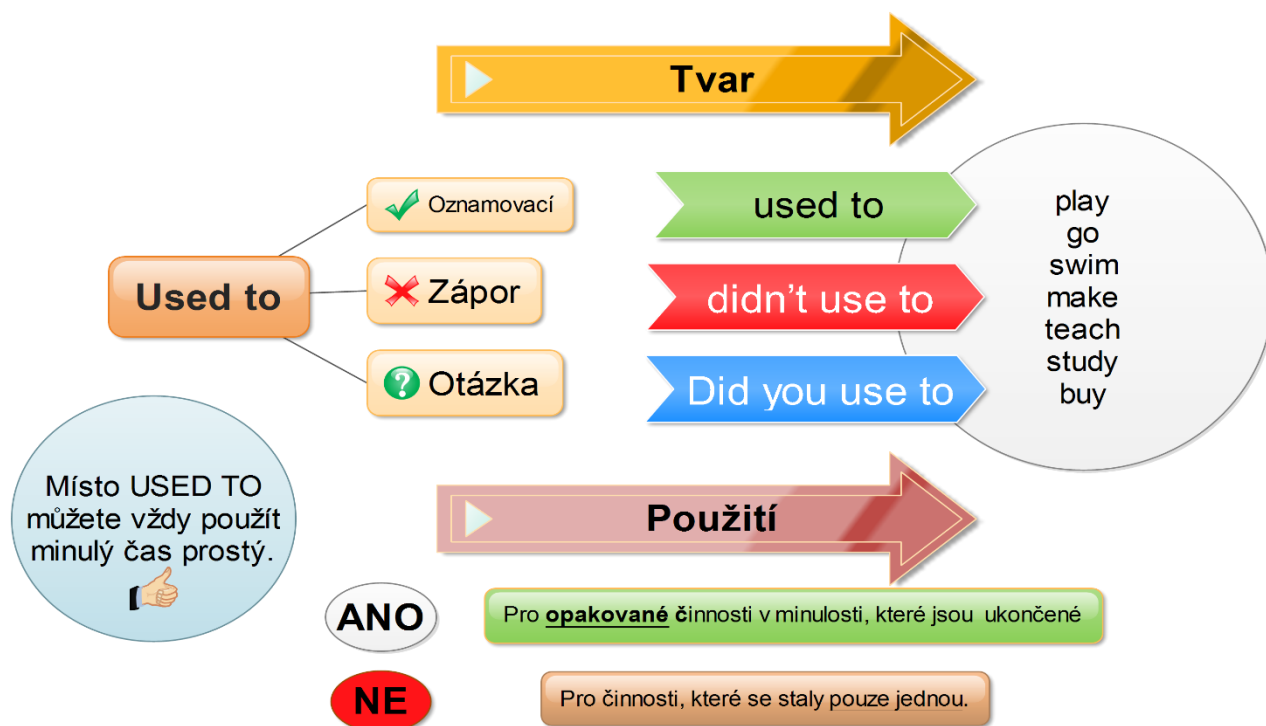 Tvar
Used to
Oznamovací
Zápor
Otázka
used to
didn't use to
Did you use to
play
go
swim
make
teach
study
buy
Místo USED TO
můžete vždy použít
minulý čas prostý.
Použití
ANO
Pro opakované činnosti v minulosti, které jsou ukončené
NE
Pro činnosti, které se staly pouze jednou.